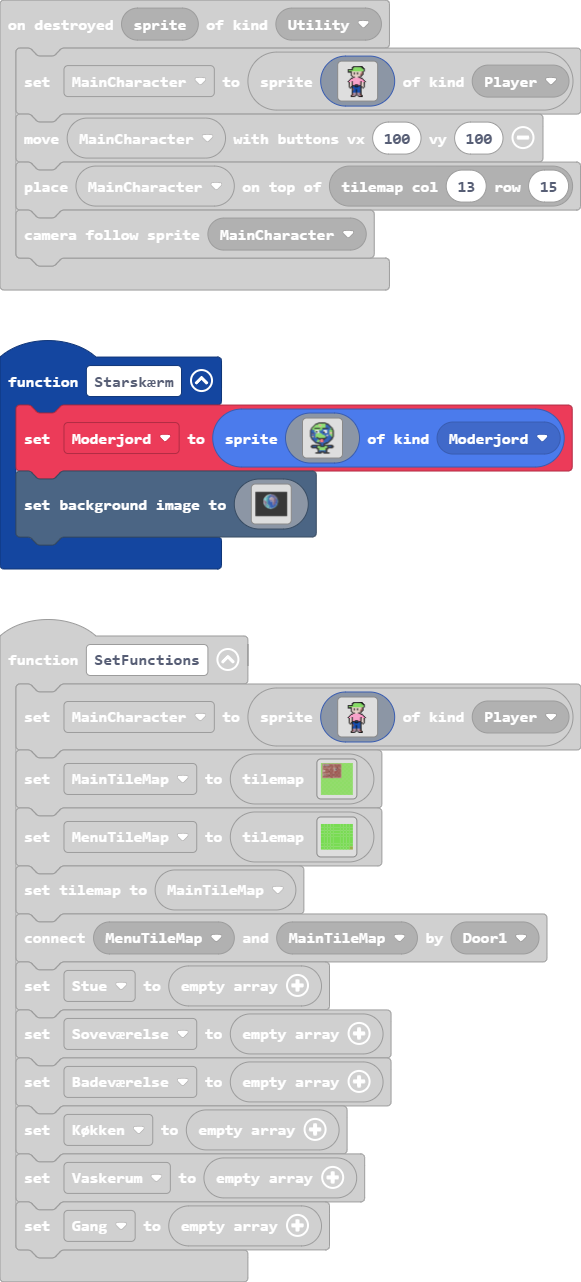 on destroyed sprite of kind Utility
set MainCharacter to sprite of kind Player
move MainCharacter with buttons vx 100 vy 100
place MainCharacter on top of tilemap col 13 row 15
camera follow sprite MainCharacter
function Starskærm
set Moderjord to sprite of kind Moderjord
set background image to
function SetFunctions
set MainCharacter to sprite of kind Player
set MainTileMap to tilemap
set MenuTileMap to tilemap
set tilemap to MainTileMap
connect MenuTileMap and MainTileMap by Door1
set Stue to empty array
set Soveværelse to empty array
set Badeværelse to empty array
set Køkken to empty array
set Vaskerum to empty array
set Gang to empty array